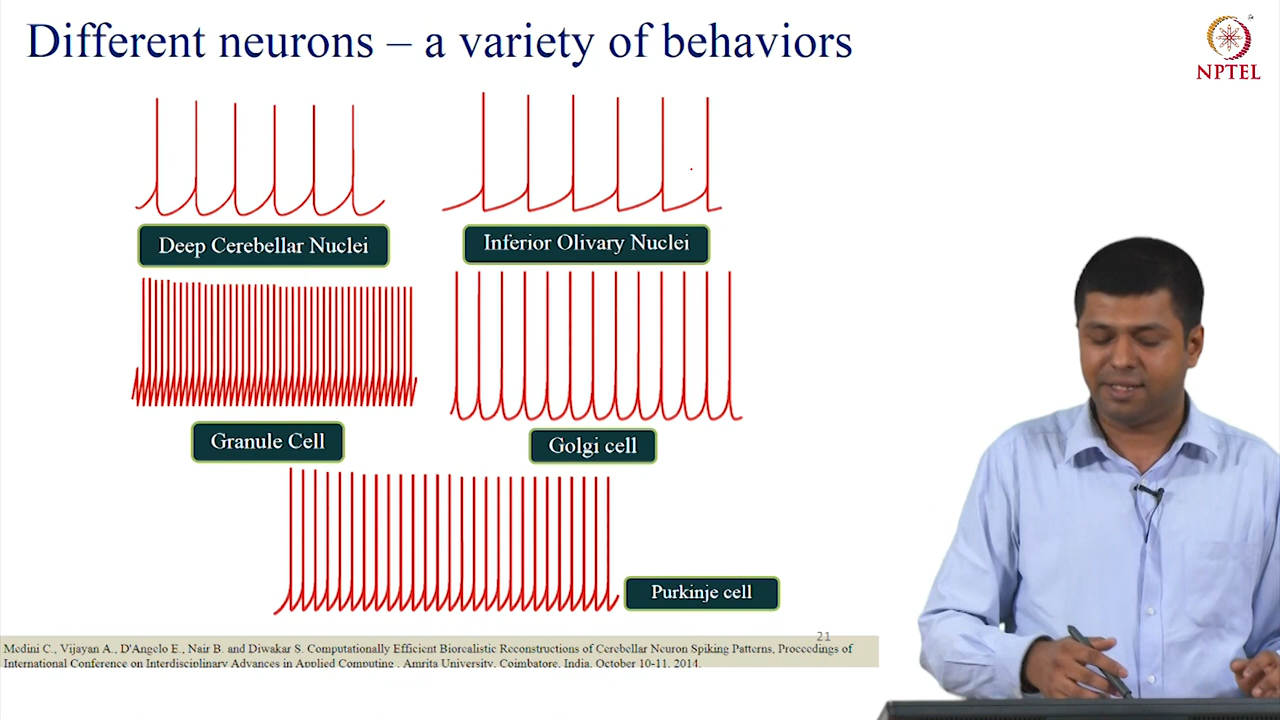 Different neurons – a variety of behaviors
NPTEL
Deep Cerebellar Nuclei
Inferior Olivary Nuclei
Granule Cell
Golgi cell
Purkinje cell
21
Medini C., Vijayan A., D'Angelo E., Nair B. and Diwakar S. Computationally Efficient Biorealistic Reconstructions of Cerebellar Neuron Spiking Patterns, Proceedings of
International Conference on Interdisciplinary Advances in Applied Computing , Amrita University, Coimbatore, India, October 10-11, 2014.